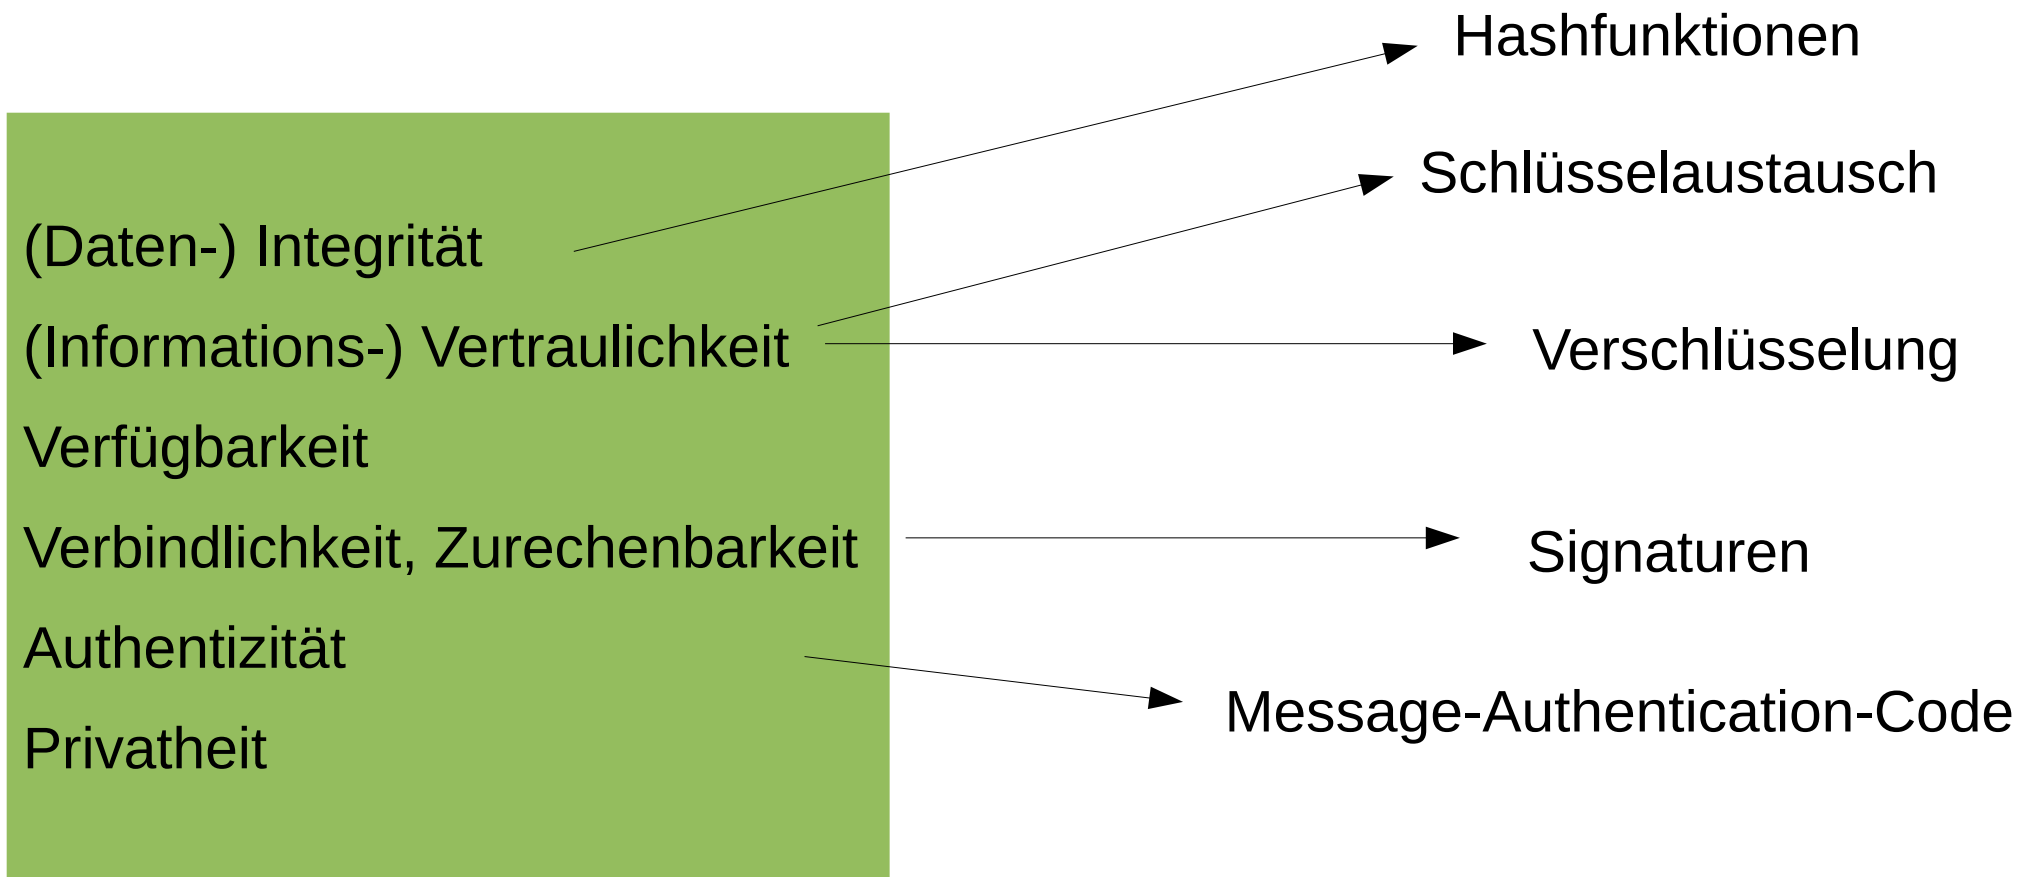 Hashfunktionen
Schlüsselaustausch
(Daten-) Integrität
(Informations-) Vertraulichkeit
Verschlüsselung
Verfügbarkeit
Verbindlichkeit, Zurechenbarkeit
Signaturen
Authentizität
Message-Authentication-Code
Privatheit